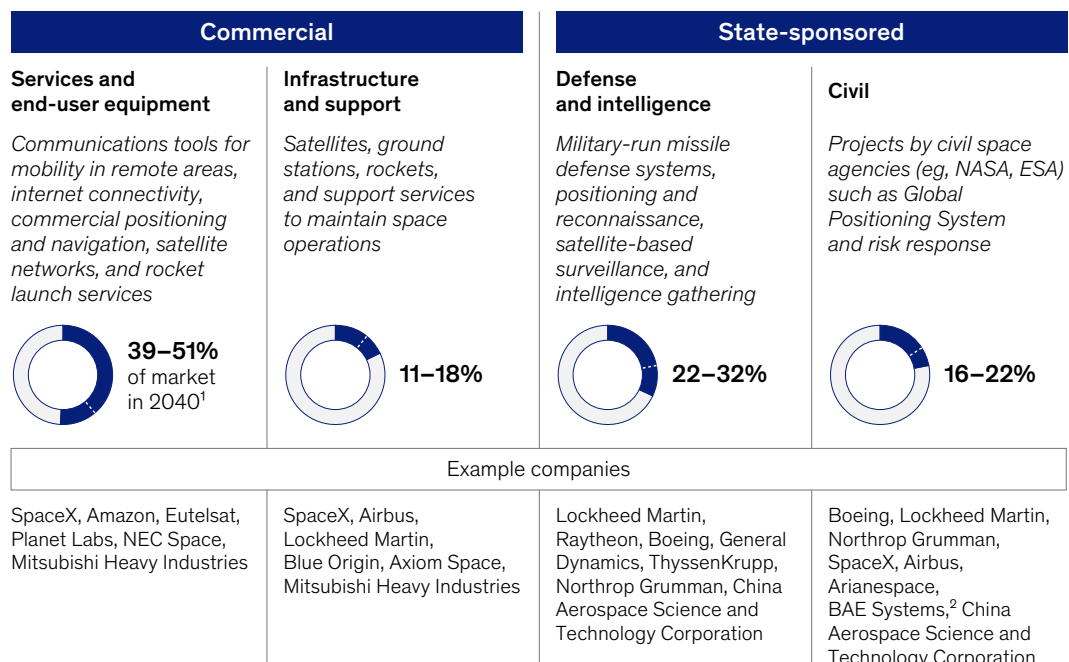 Commercial
State-sponsored
Services and
end-user equipment
Communications tools for
mobility in remote areas,
internet connectivity,
commercial positioning
and navigation, satellite
networks, and rocket
launch services
39–51%
of market
in 2040¹
Infrastructure
and support
Satellites, ground
stations, rockets,
and support services
to maintain space
operations
11–18%
Defense
and intelligence
Military-run missile
defense systems,
positioning and
reconnaissance,
satellite-based
surveillance, and
intelligence gathering
22–32%
Civil
Projects by civil space
agencies (eg, NASA, ESA)
such as Global
Positioning System
and risk response
16–22%
Example companies
SpaceX, Amazon, Eutelsat,
Planet Labs, NEC Space,
Mitsubishi Heavy Industries
SpaceX, Airbus,
Lockheed Martin,
Blue Origin, Axiom Space,
Mitsubishi Heavy Industries
Lockheed Martin,
Raytheon, Boeing, General
Dynamics, ThyssenKrupp,
Northrop Grumman, China
Aerospace Science and
Technology Corporation
Boeing, Lockheed Martin,
Northrop Grumman,
SpaceX, Airbus,
Arianespace,
BAE Systems,² China
Aerospace Science and
Technology Corporation